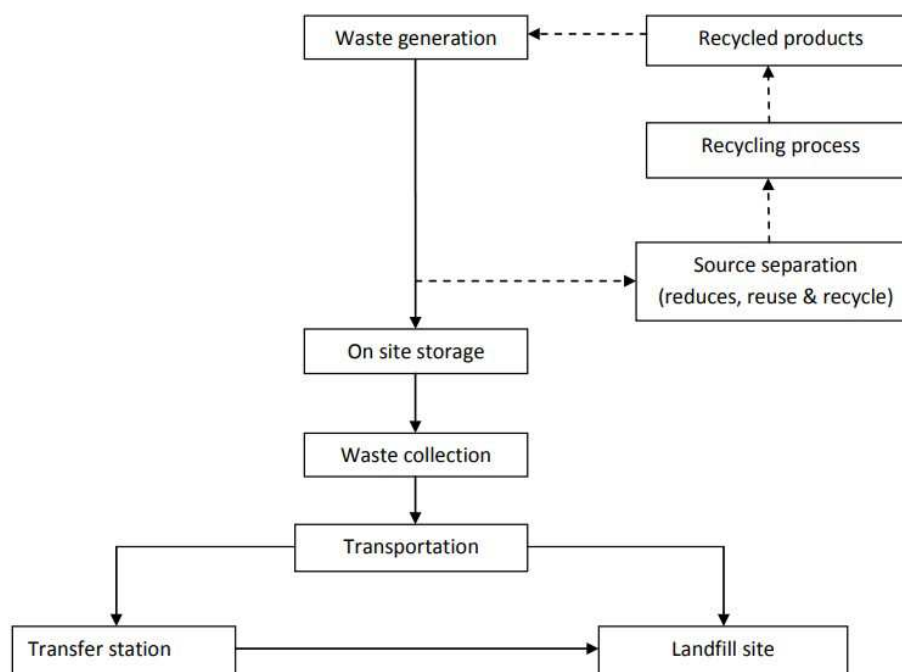 Waste generation
Recycled products
Recycling process
Source separation
(reduces, reuse & recycle)
On site storage
Waste collection
Transportation
Transfer station
Landfill site